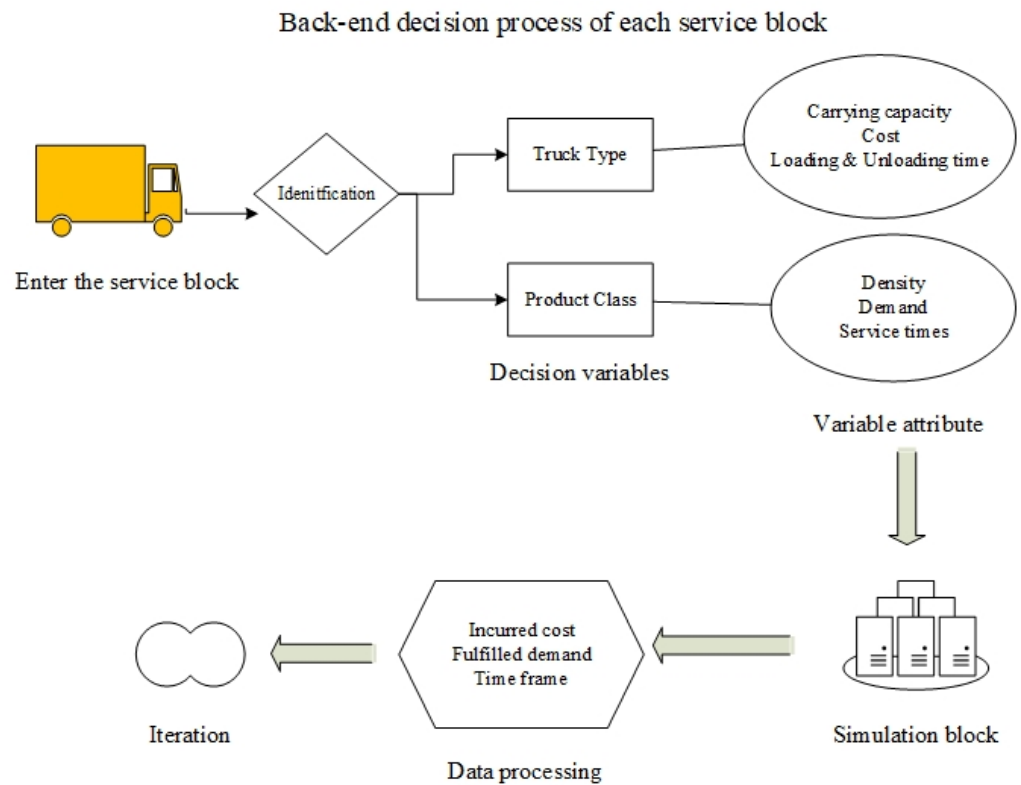 Back-end decision process of each service block
Enter the service block
Idenitfication
Truck Type
Carrying capacity
Cost
Loading & Unloading time
Product Class
Density
Demand
Service times
Decision variables
Variable attribute
Simulation block
Incurred cost
Fulfilled demand
Time frame
Data processing
Iteration